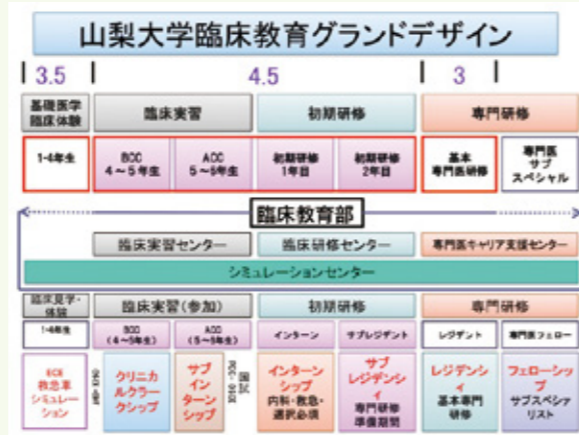 山梨大学臨床教育グランドデザイン
3.5
4.5
3
基礎医学
臨床体験
臨床実習
初期研修
専門研修
1-4年生
BCC
4～5年生
ACC
5～6年生
初期研修
1年目
初期研修
2年目
基本
専門医研修
専門医
サブ
スペシャル
臨床教育部
臨床実習センター
臨床研修センター
専門医キャリア支援センター
シミュレーションセンター
臨床見学・
体験
臨床実習(参加)
初期研修
専門研修
1-4年生
BCC
(4～5年生)
ACC
(5～6年生)
インターン
サブレジデント
レジデント
専門医フェロー
ECE
救急車
シミュレー
ション
クリニカ
ルクラー
クシップ
サブ
イン
ターン
シップ
国試
PCC-OSCE
インターン
シップ
内科・救急・
選択必須
サブ
レジデンシ
ィ
専門研修
準備期間
レジデンシ
ィ
基本専門
研修
フェローシッ
プ
サブスペシャ
リスト